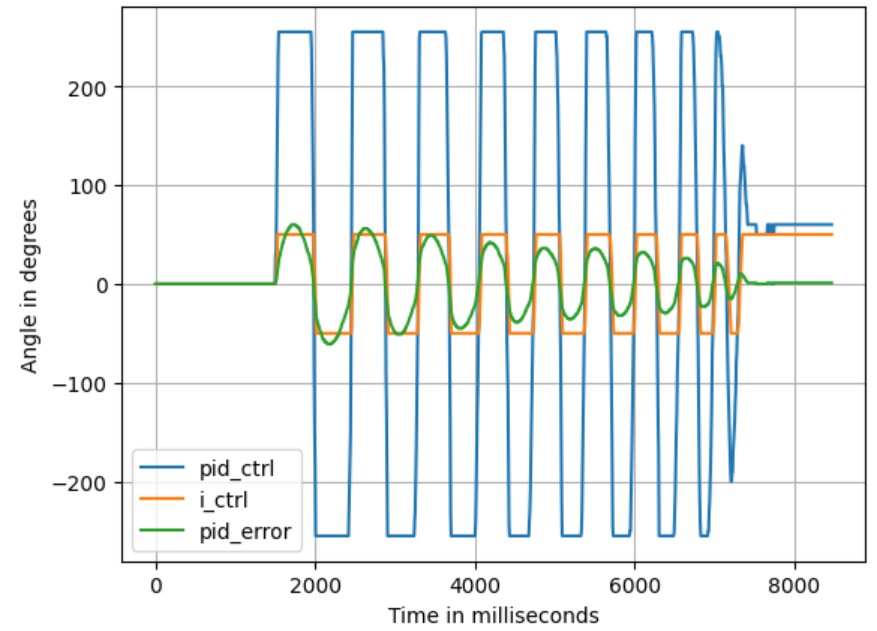 200
100
0
−100
−200
Angle in degrees
pid_ctrl
i_ctrl
pid_error
0 2000 4000 6000 8000
Time in milliseconds